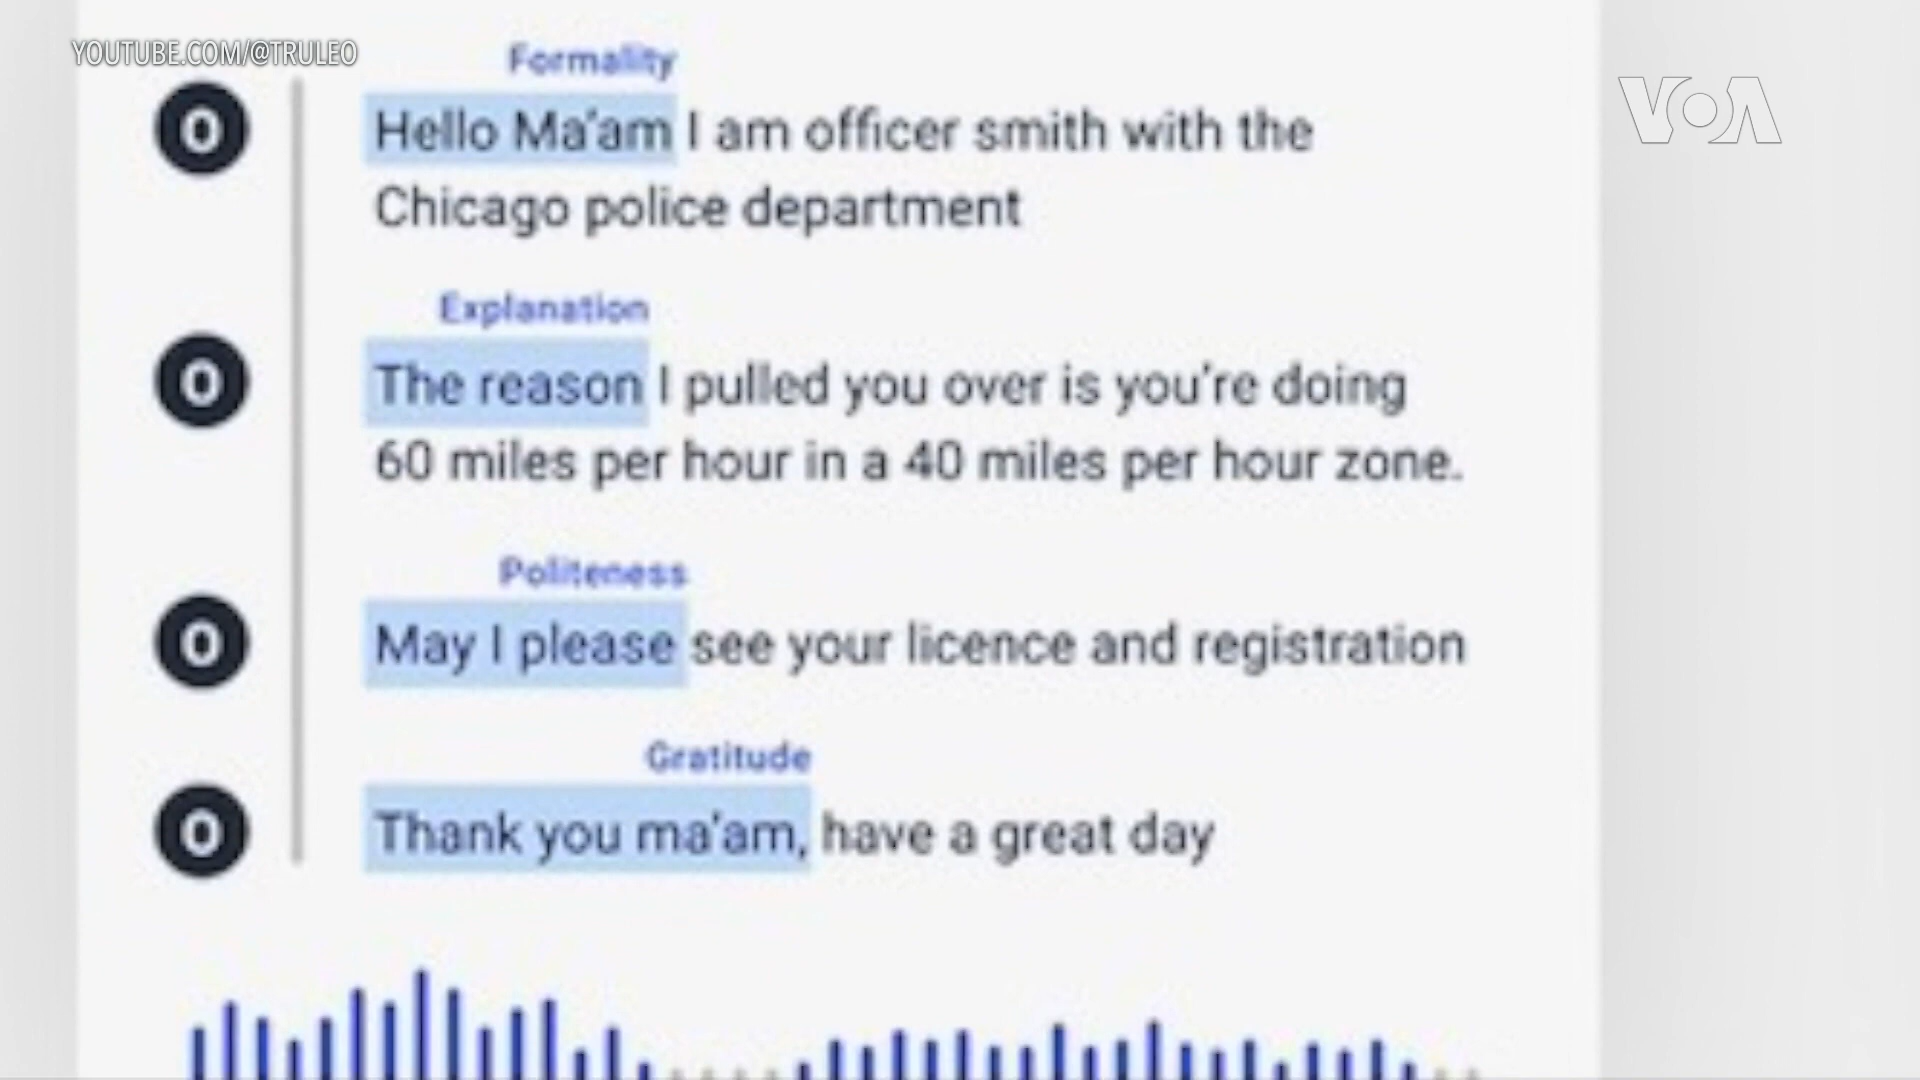 YOUTUBE.COM/@TRULEO
VOA
Formality
O
Hello Ma'am I am officer smith with the
Chicago police department
Explanation
O
The reason I pulled you over is you're doing
60 miles per hour in a 40 miles per hour zone.
Politeness
O
May I please see your licence and registration
Gratitude
O
Thank you ma'am, have a great day